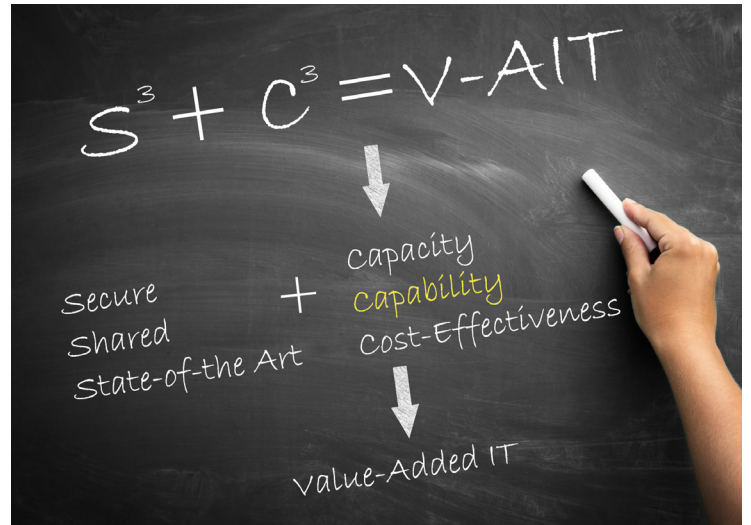 S³ + C³ = V-AIT
Secure
Shared
State-of-the Art
+
Capacity
Capability
Cost-Effectiveness
Value-Added IT